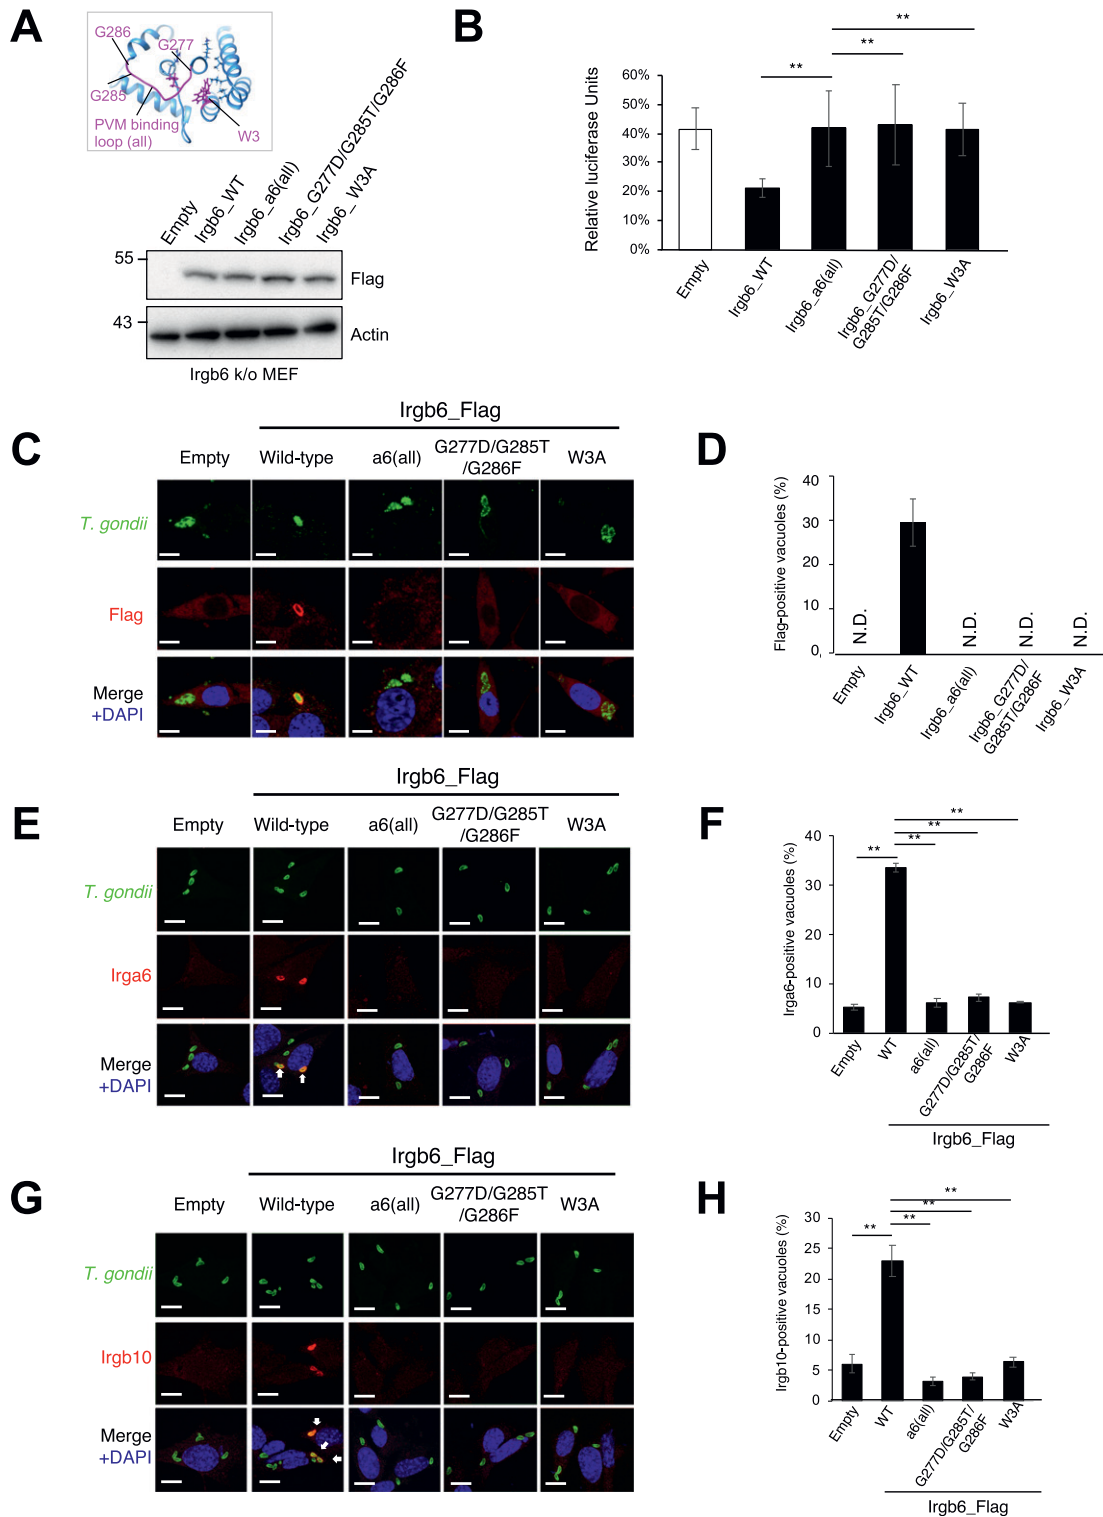 A
G286
G277
G285
PVM binding
loop (all)
W3
Empty
Irgb6_WT
Irgb6_a6(all)
Irgb6_G277D/G285T/G286F
Irgb6_W3A
55
Flag
43
Actin
Irgb6 k/o MEF
B
**
**
**
Relative luciferase Units
60%
50%
40%
30%
20%
10%
0%
Empty
Irgb6_WT
Irgb6_a6(all)
Irgb6_G277D/
G285T/G286F
Irgb6_W3A
C
Irgb6_Flag
Empty
Wild-type
a6(all)
G277D/G285T
/G286F
W3A
T. gondii
Flag
Merge
+DAPI
D
Flag-positive vacuoles (%)
40
30
20
10
0
N.D.
N.D.
N.D.
N.D.
Empty
Irgb6_WT
Irgb6_a6(all)
Irgb6_G277D/
G285T/G286F
Irgb6_W3A
E
Irgb6_Flag
Empty
Wild-type
a6(all)
G277D/G285T
/G286F
W3A
T. gondii
Irga6
Merge
+DAPI
F
Irga6-positive vacuoles (%)
40
30
20
10
0
**
**
**
**
Empty
WT
a6(all)
G277D/G285T/
G286F
W3A
Irgb6_Flag
G
Irgb6_Flag
Empty
Wild-type
a6(all)
G277D/G285T
/G286F
W3A
T. gondii
Irgb10
Merge
+DAPI
H
Irgb10-positive vacuoles (%)
30
25
20
15
10
5
0
**
**
**
**
Empty
WT
a6(all)
G277D/G285T/
G286F
W3A
Irgb6_Flag